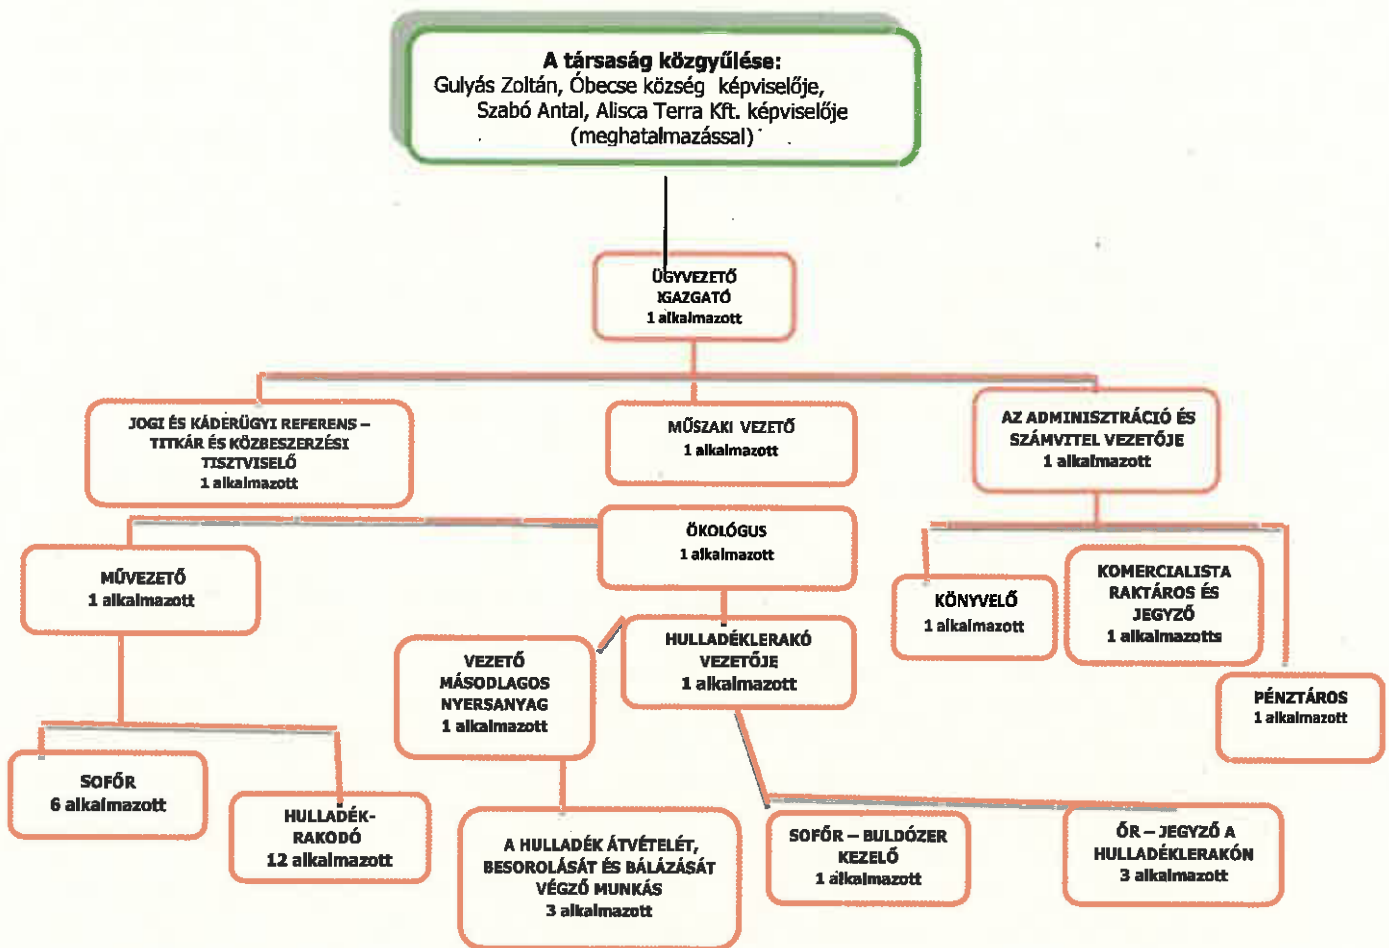 A társaság közgyűlése:
Gulyás Zoltán, Óbecse község képviselője,
Szabó Antal, Alisca Terra Kft. képviselője
(meghatalmazással)
ÜGYVEZETŐ
IGAZGATÓ
1 alkalmazott
JOGI ÉS KÁDERÜGYI REFERENS –
TITKÁR ÉS KÖZBESZERZÉSI
TISZTVISELŐ
1 alkalmazott
MŰSZAKI VEZETŐ
1 alkalmazott
AZ ADMINISZTRÁCIÓ ÉS
SZÁMVITEL VEZETŐJE
1 alkalmazott
ÖKOLÓGUS
1 alkalmazott
MŰVEZETŐ
1 alkalmazott
KÖNYVELŐ
1 alkalmazott
KOMERCIALISTA
RAKTÁROS ÉS
JEGYZŐ
1 alkalmazotts
HULLADÉKLERAKÓ
VEZETŐJE
1 alkalmazott
VEZETŐ
MÁSODLAGOS
NYERSANYAG
1 alkalmazott
PÉNZTÁROS
1 alkalmazott
SOFŐR
6 alkalmazott
HULLADÉK-
RAKODÓ
12 alkalmazott
A HULLADÉK ÁTVÉTELÉT,
BESOROLÁSÁT ÉS BÁLÁZÁSÁT
VÉGZŐ MUNKÁS
3 alkalmazott
SOFŐR – BULDÓZER
KEZELŐ
1 alkalmazott
ŐR – JEGYZŐ A
HULLADÉKLERAKÓN
3 alkalmazott